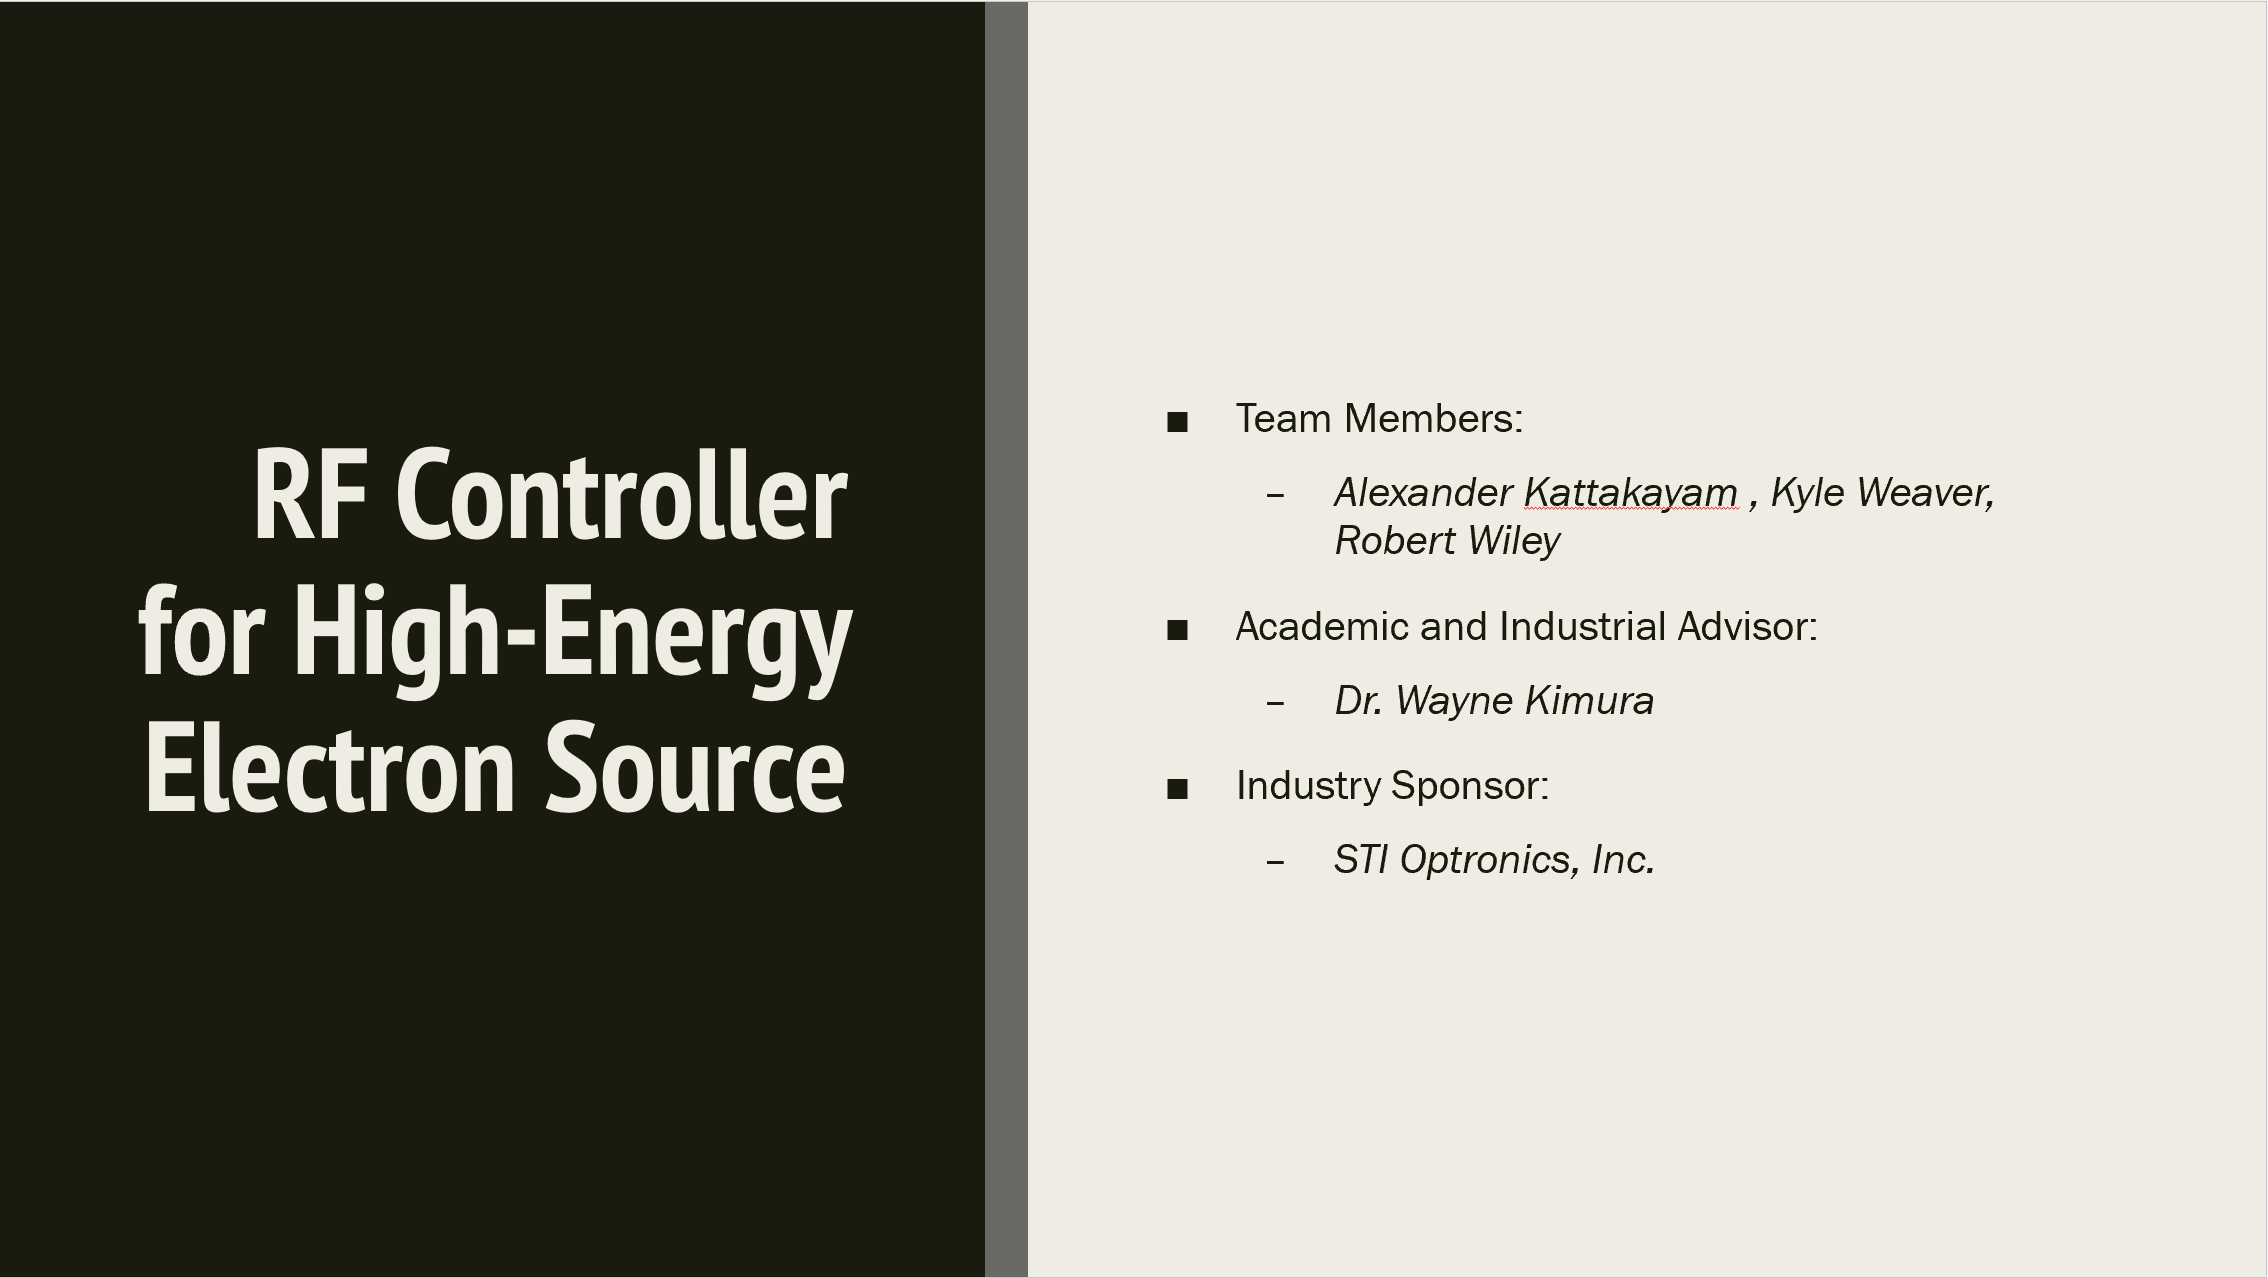 RF Controller
for High-Energy
Electron Source
■ Team Members:
– Alexander Kattakayam , Kyle Weaver,
Robert Wiley
■ Academic and Industrial Advisor:
– Dr. Wayne Kimura
■ Industry Sponsor:
– STI Optronics, Inc.